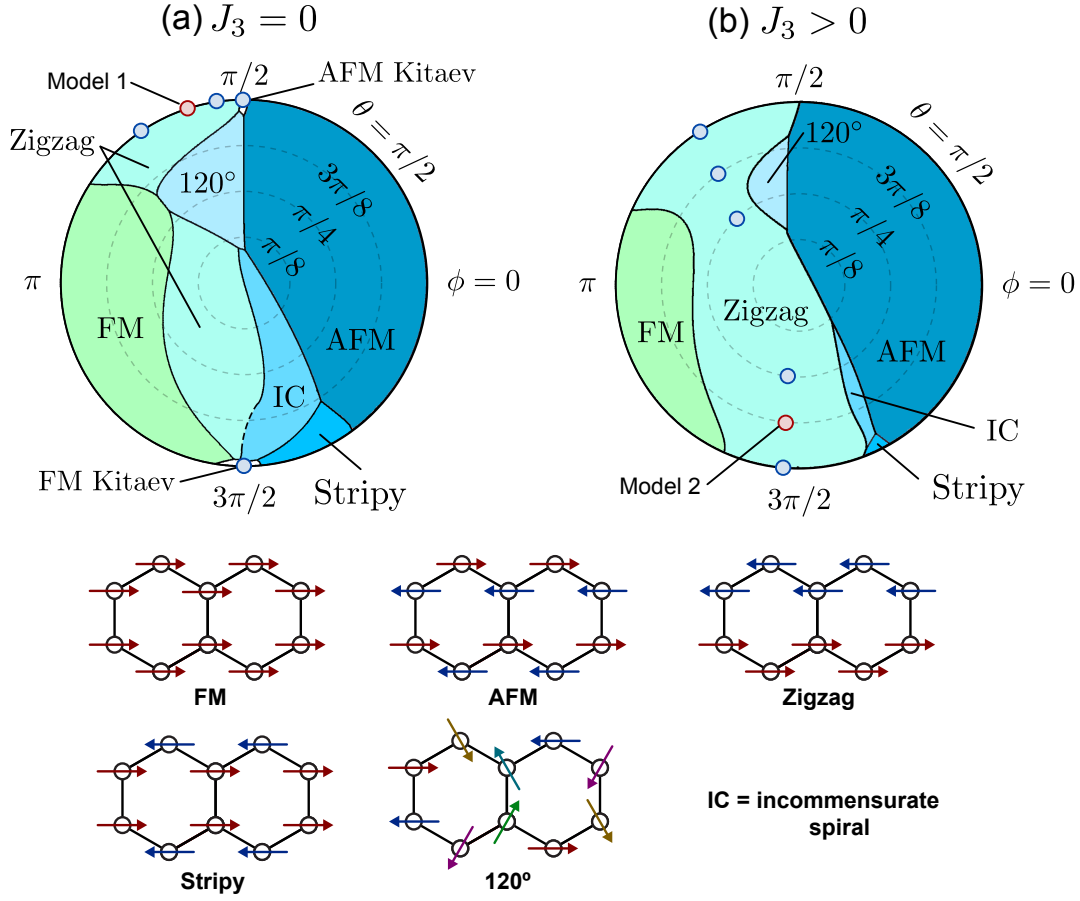 (a) J₃ = 0
Model 1
π/2
AFM Kitaev
θ = π/2
Zigzag
120°
3π/8
π/4
π/8
π
ϕ = 0
FM
AFM
IC
FM Kitaev
3π/2
Stripy
(b) J₃ > 0
π/2
θ = π/2
120°
3π/8
π/4
π/8
π
ϕ = 0
Zigzag
FM
AFM
IC
Model 2
3π/2
Stripy
FM
AFM
Zigzag
Stripy
120º
IC = incommensurate
spiral